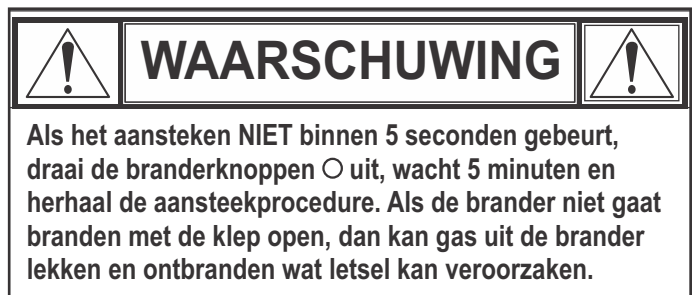 WAARSCHUWING
Als het aansteken NIET binnen 5 seconden gebeurt,
draai de branderknoppen O uit, wacht 5 minuten en
herhaal de aansteekprocedure. Als de brander niet gaat
branden met de klep open, dan kan gas uit de brander
lekken en ontbranden wat letsel kan veroorzaken.